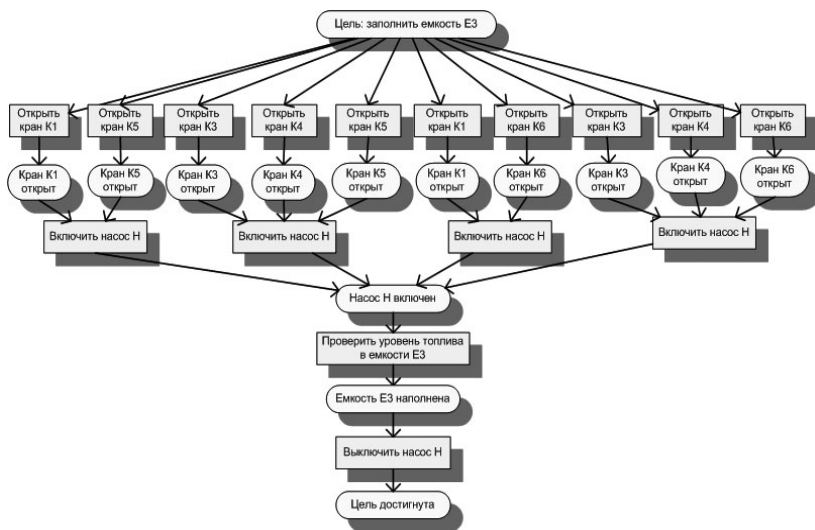 Цель: заполнить емкость Е3
Открыть
кран К1
Открыть
кран К5
Открыть
кран К3
Открыть
кран К4
Открыть
кран К5
Открыть
кран К1
Открыть
кран К6
Открыть
кран К3
Открыть
кран К4
Открыть
кран К6
Кран К1
открыт
Кран К5
открыт
Кран К3
открыт
Кран К4
открыт
Кран К5
открыт
Кран К1
открыт
Кран К6
открыт
Кран К3
открыт
Кран К4
открыт
Кран К6
открыт
Включить насос Н
Включить насос Н
Включить насос Н
Включить насос Н
Насос Н включен
Проверить уровень топлива
в емкости Е3
Емкость Е3 наполнена
Выключить насос Н
Цель достигнута